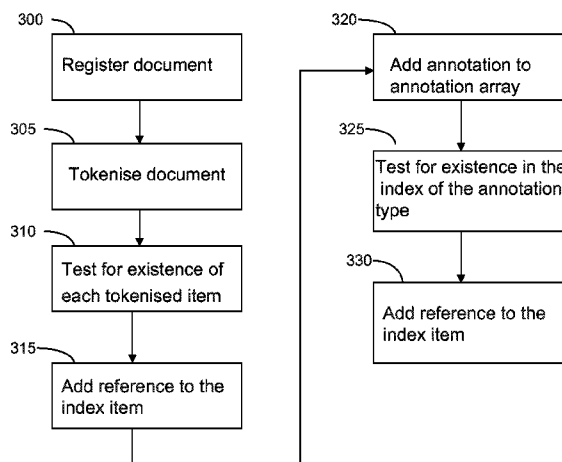 300
Register document
305
Tokenise document
310
Test for existence of
each tokenised item
315
Add reference to the
index item
320
Add annotation to
annotation array
325
Test for existence in the
index of the annotation
type
330
Add reference to the
index item